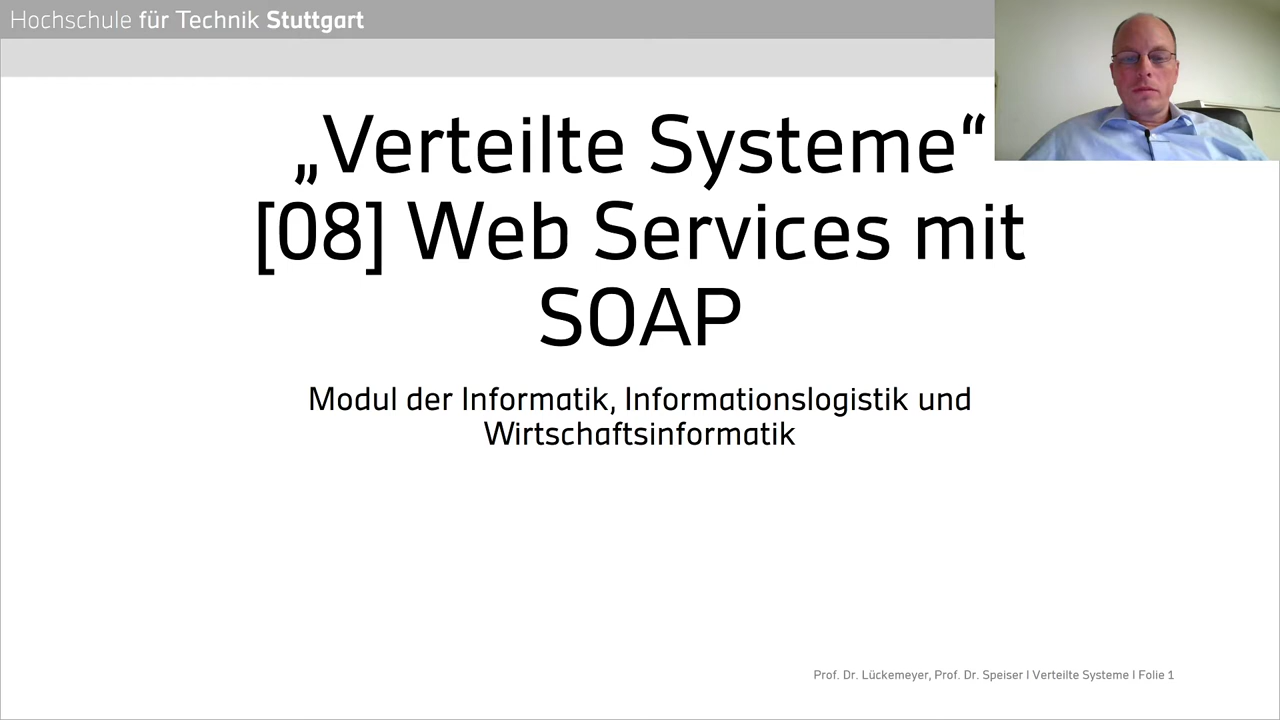 Hochschule für Technik Stuttgart
„Verteilte Systeme“
[08] Web Services mit
SOAP
Modul der Informatik, Informationslogistik und
Wirtschaftsinformatik
Prof. Dr. Lückemeyer, Prof. Dr. Speiser I Verteilte Systeme I Folie 1